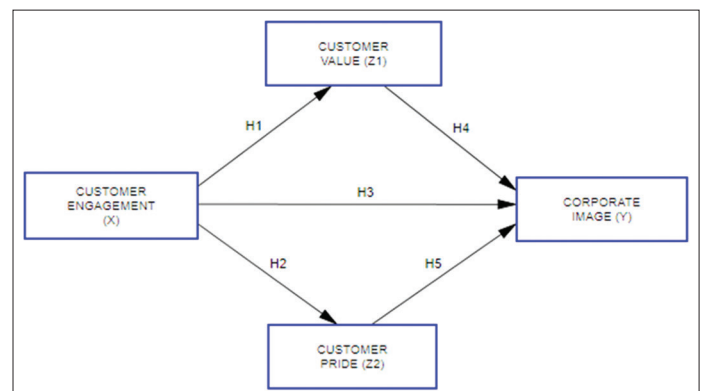 CUSTOMER
VALUE (Z1)
H1
H4
CUSTOMER
ENGAGEMENT
(X)
H3
CORPORATE
IMAGE (Y)
H2
H5
CUSTOMER
PRIDE (Z2)